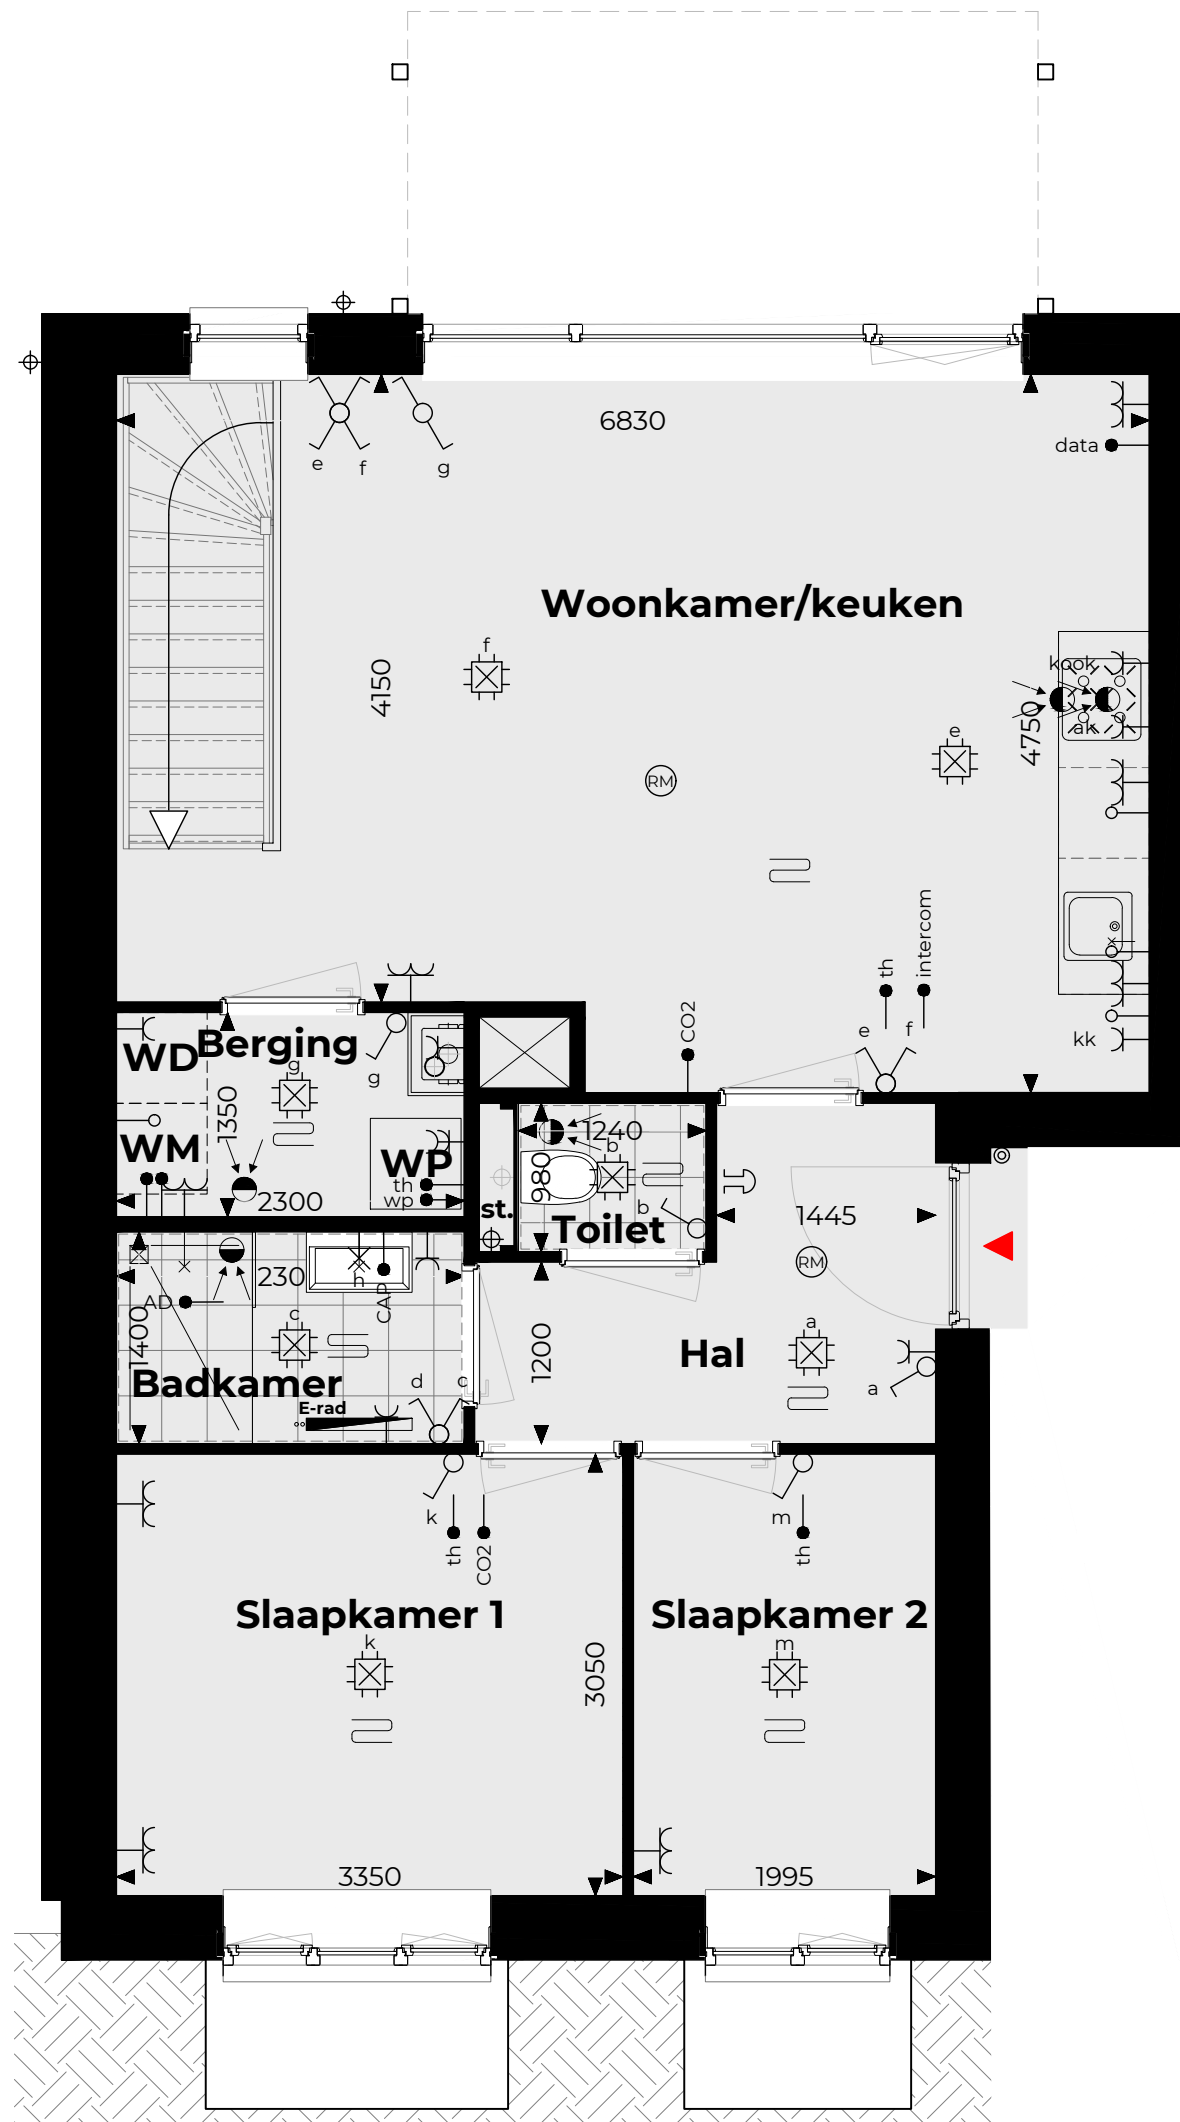 6830
e
f
g
data
Woonkamer/keuken
f
4150
kook
ak
4750
e
RM
intercom
th
CO2
e
f
kk
Berging
WD
g
g
1350
WM
WP
th
wp
2300
1240
b
980
b
st.
Toilet
1445
RM
230
h
AD
CAP
1400
c
Badkamer
d
c
E-rad
1200
Hal
a
a
k
th
CO2
m
th
Slaapkamer 1
Slaapkamer 2
k
m
3050
3350
1995